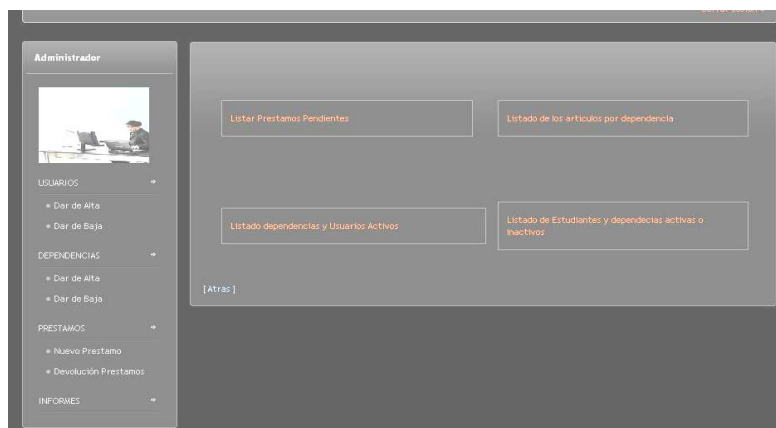 Administrador
USUARIOS
Dar de Alta
Dar de Baja
DEPENDENCIAS
Dar de Alta
Dar de Baja
PRESTAMOS
Nuevo Prestamo
Devolución Prestamos
INFORMES
Listar Prestamos Pendientes
Listado de los articulos por dependencia
Listado dependencias y Usuarios Activos
Listado de Estudiantes y dependecias activas o
inactivos
[Atras]